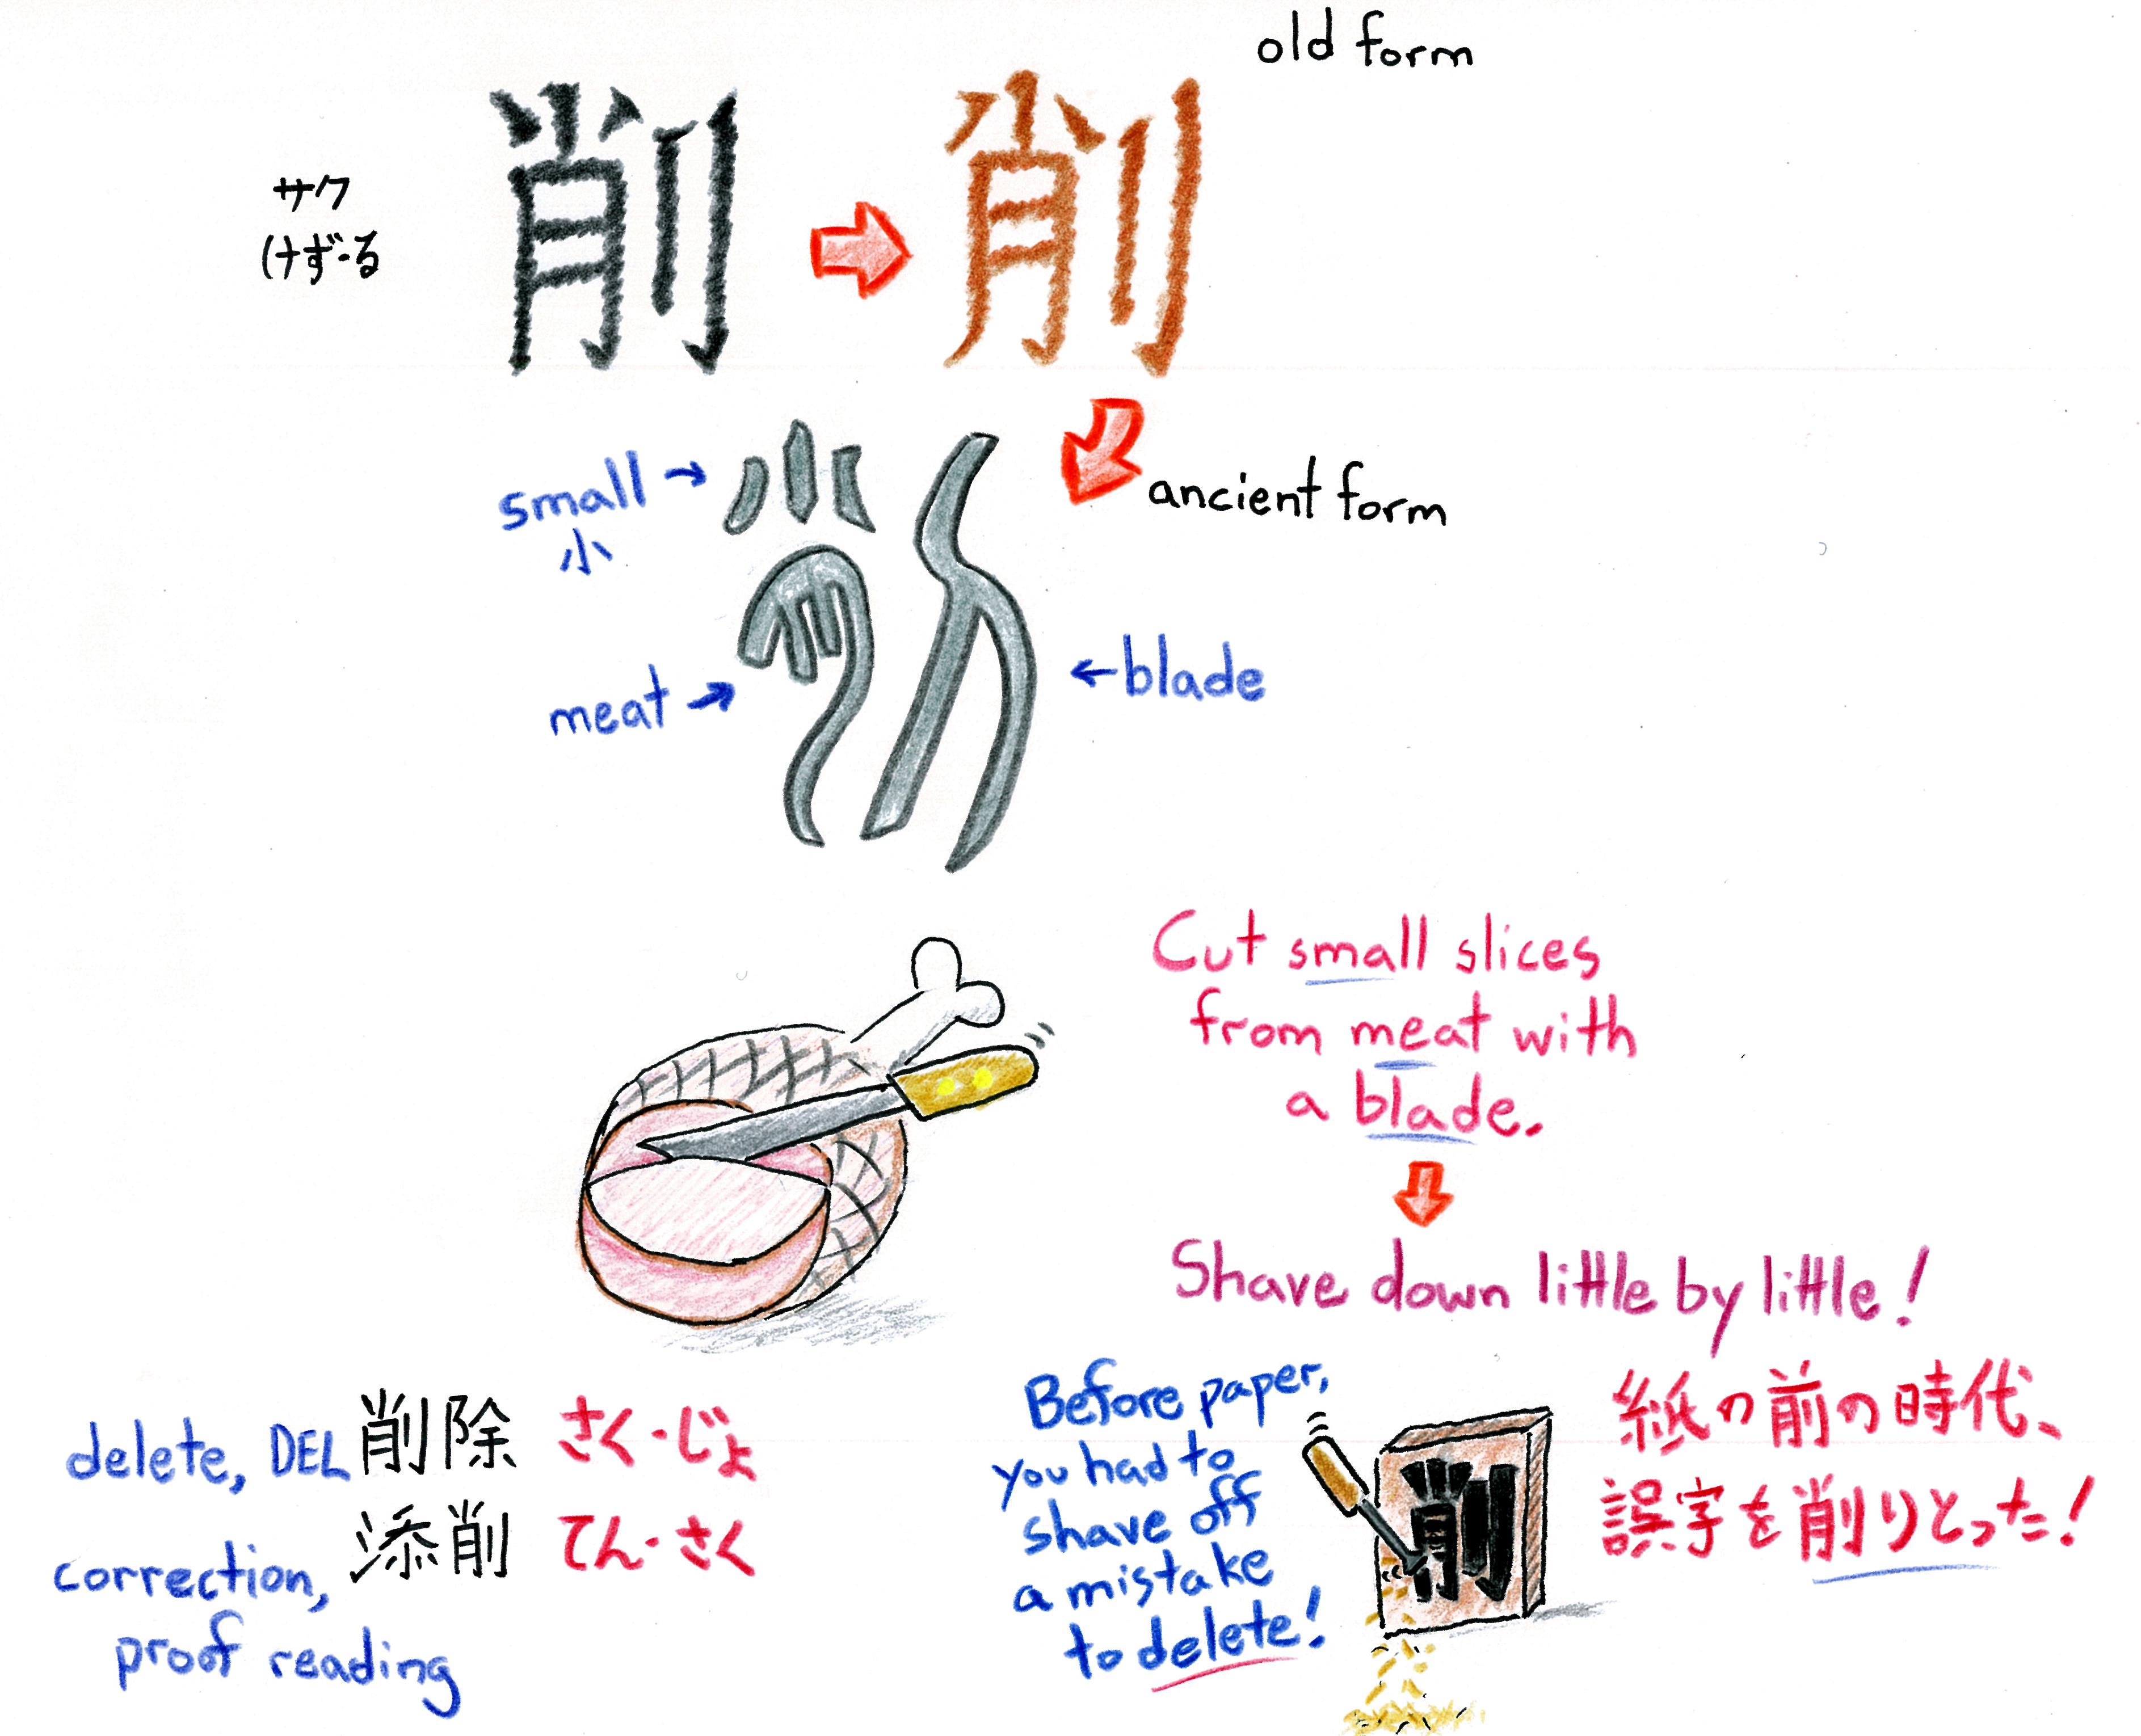 old form
削
削
サク
けず・る
small →
小
ancient form
meat →
← blade
Cut small slices
from meat with
a blade.
Shave down little by little!
delete, DEL 削除 さく・じょ
correction, 添削 てん・さく
proof reading
Before paper,
you had to
shave off
a mistake
to delete!
削
紙の前の時代、
誤字を削りとった!